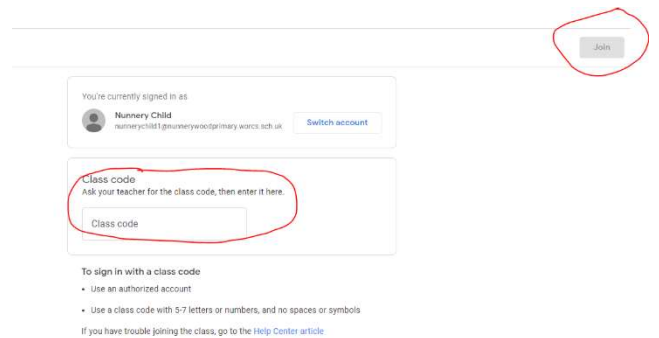 Join
You're currently signed in as
Nunnery Child
nunnerychild1@nunnerywoodprimary.worcs.sch.uk
Switch account
Class code
Ask your teacher for the class code, then enter it here.
Class code
To sign in with a class code
• Use an authorized account
• Use a class code with 5-7 letters or numbers, and no spaces or symbols
If you have trouble joining the class, go to the Help Center article